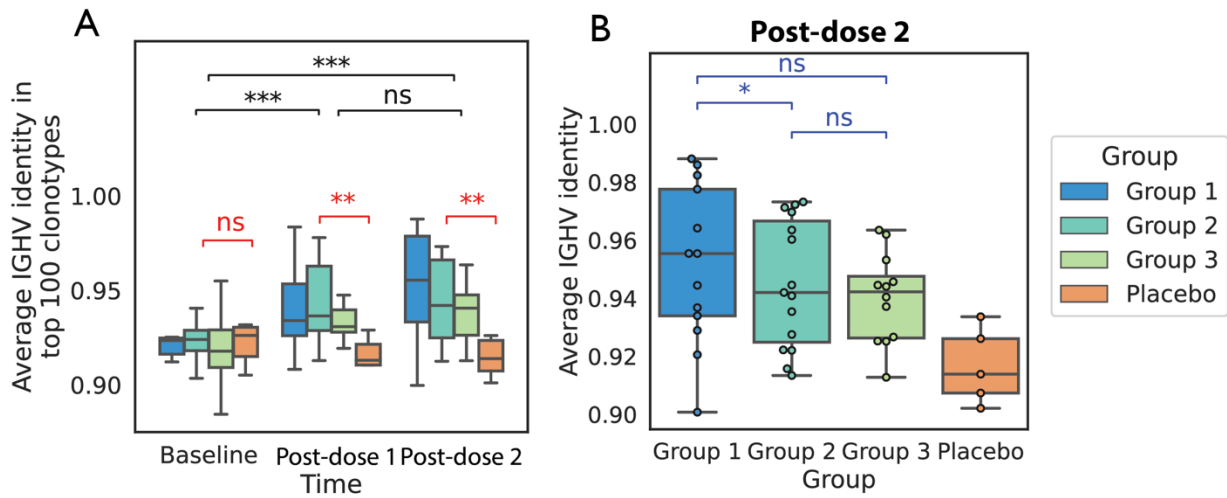 A
Average IGHV identity in
top 100 clonotypes
1.00
0.95
0.90
***
***
ns
ns
**
**
Baseline
Post-dose 1
Post-dose 2
Time
B
Post-dose 2
Average IGHV identity
1.00
0.98
0.96
0.94
0.92
0.90
ns
*
ns
Group 1
Group 2
Group 3
Placebo
Group
Group
Group 1
Group 2
Group 3
Placebo